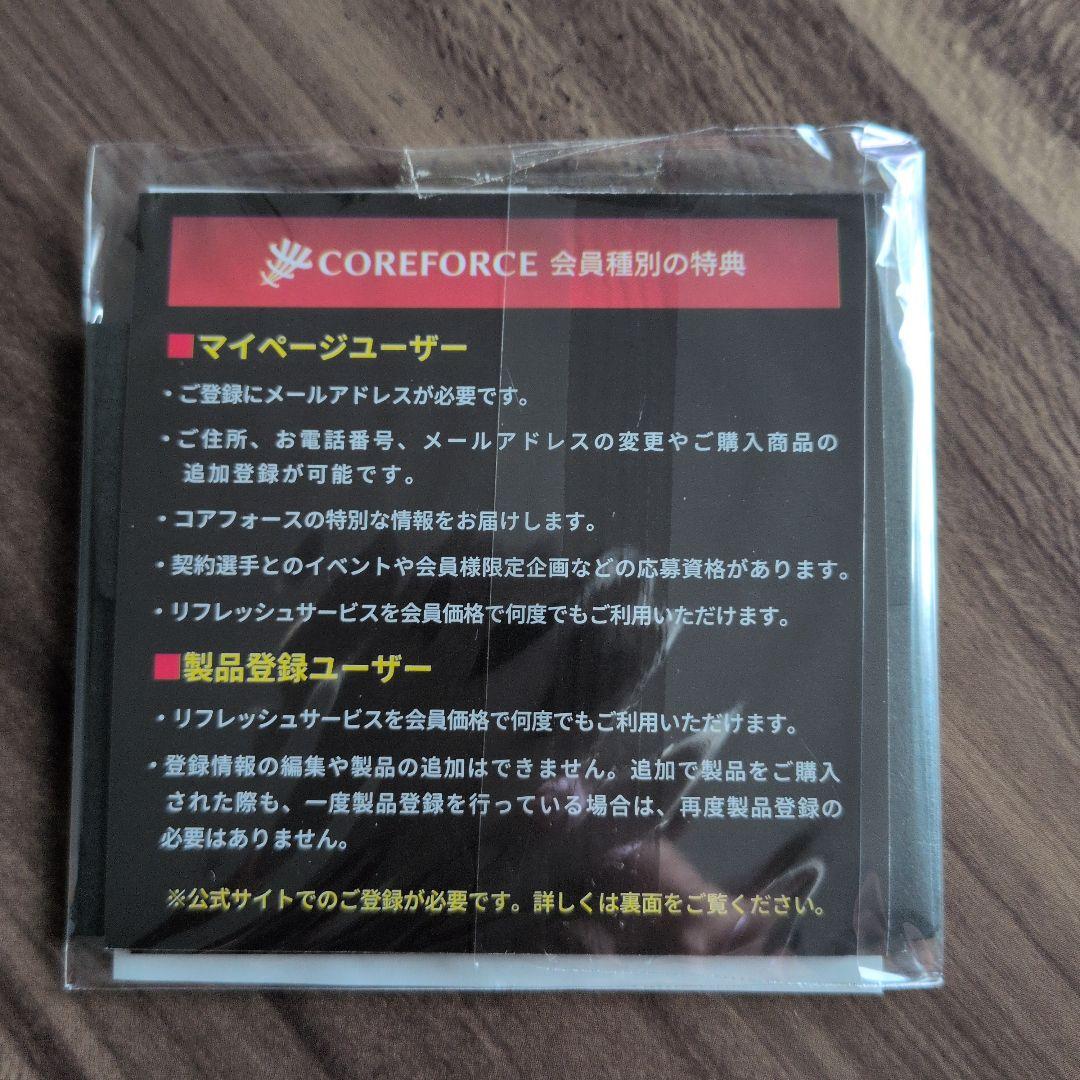 COREFORCE 会員種別の特典
■マイページユーザー
・ご登録にメールアドレスが必要です。
・ご住所、お電話番号、メールアドレスの変更やご購入商品の
追加登録が可能です。
・コアフォースの特別な情報をお届けします。
・契約選手とのイベントや会員様限定企画などの応募資格があります。
・リフレッシュサービスを会員価格で何度でもご利用いただけます。
■製品登録ユーザー
・リフレッシュサービスを会員価格で何度でもご利用いただけます。
・登録情報の編集や製品の追加はできません。追加で製品をご購入
された際も、一度製品登録を行っている場合は、再度製品登録の
必要はありません。
※公式サイトでのご登録が必要です。詳しくは裏面をご覧ください。